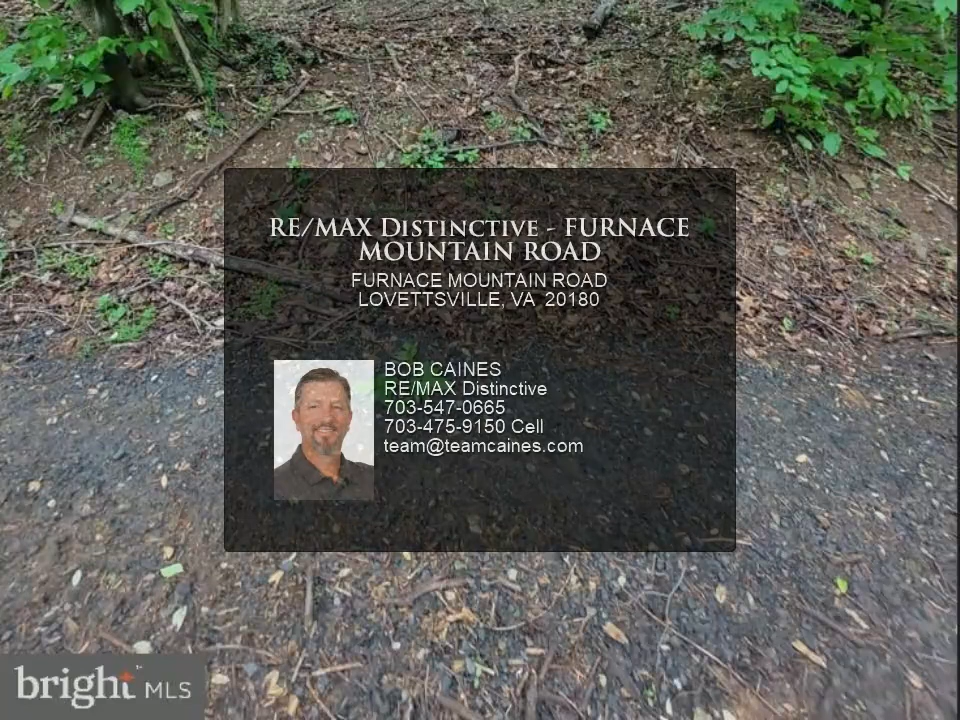 RE/MAX DISTINCTIVE - FURNACE
MOUNTAIN ROAD
FURNACE MOUNTAIN ROAD
LOVETTSVILLE, VA 20180
BOB CAINES
RE/MAX Distinctive
703-547-0665
703-475-9150 Cell
team@teamcaines.com
bright™ MLS